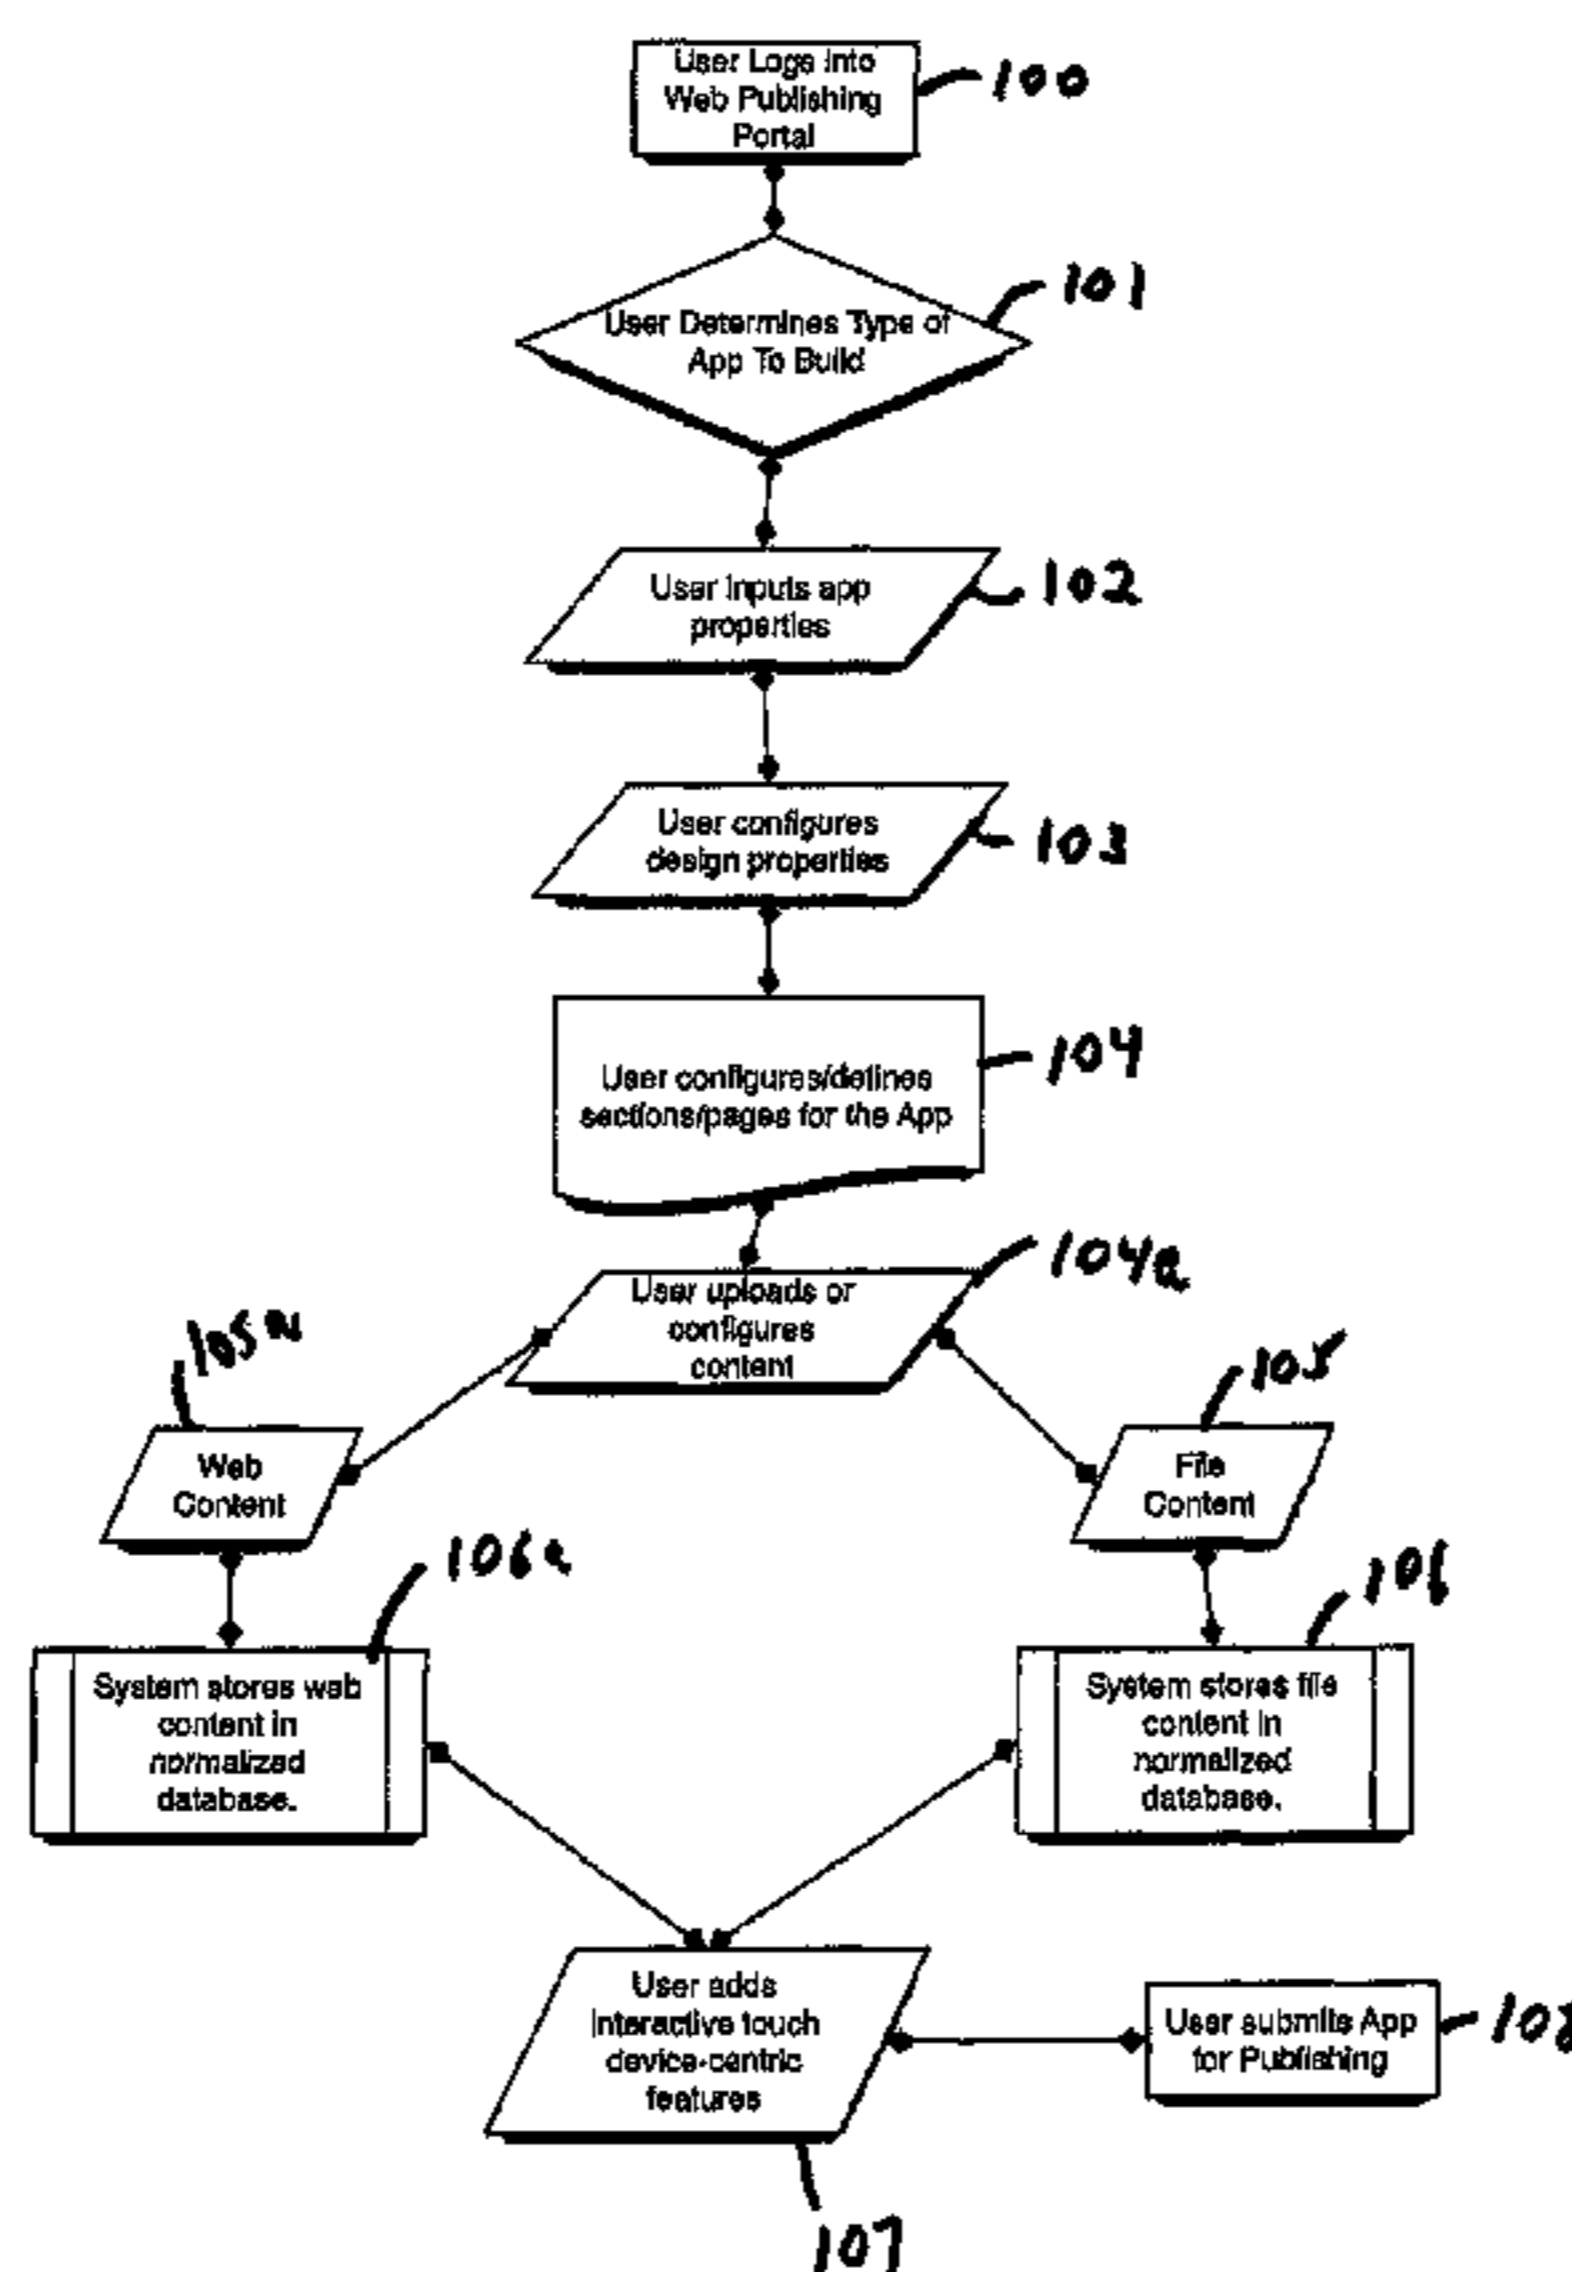 User Logs Into
Web Publishing
Portal
100
User Determines Type of
App To Build
101
User Inputs app
properties
102
User configures
design properties
103
User configures/defines
sections/pages for the App
104
User uploads or
configures
content
104a
105a
Web
Content
105
File
Content
106a
System stores web
content in
normalized
database.
106
System stores file
content in
normalized
database.
User adds
Interactive touch
device-centric
features
107
User submits App
for Publishing
108